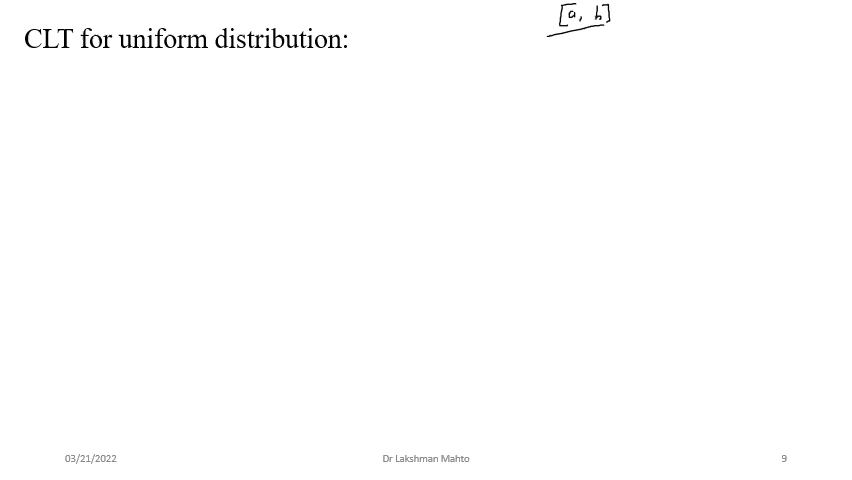 [a, b]
CLT for uniform distribution:
03/21/2022 Dr Lakshman Mahto 9